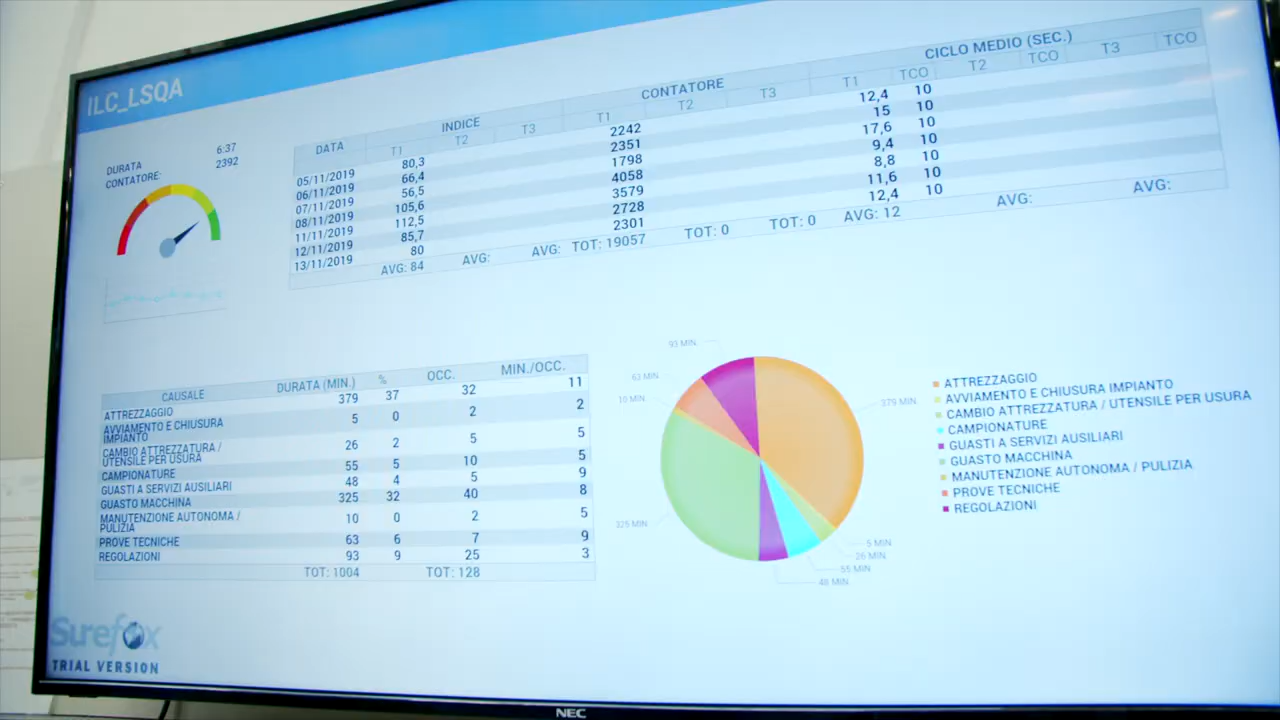 ILC_LSQA
DURATA 6:37
CONTATORE: 2392
INDICE CONTATORE CICLO MEDIO (SEC.)
DATA T1 T2 T3 T1 T2 T3 T1 TCO T2 TCO T3 TCO
05/11/2019 80,3 2242 12,4 10
06/11/2019 66,4 2351 15 10
07/11/2019 56,5 1798 17,6 10
08/11/2019 105,6 4058 9,4 10
11/11/2019 112,5 3579 8,8 10
12/11/2019 85,7 2728 11,6 10
13/11/2019 80 2301 12,4 10
AVG: 84 AVG: AVG: TOT: 19057 TOT: 0 TOT: 0 AVG: 12 AVG: AVG:
CAUSALE DURATA (MIN.) % OCC. MIN./OCC.
ATTREZZAGGIO 379 37 32 11
AVVIAMENTO E CHIUSURA
IMPIANTO 5 0 2 2
CAMBIO ATTREZZATURA /
UTENSILE PER USURA 26 2 5 5
CAMPIONATURE 55 5 10 5
GUASTI A SERVIZI AUSILIARI 48 4 5 9
GUASTO MACCHINA 325 32 40 8
MANUTENZIONE AUTONOMA /
PULIZIA 10 0 2 5
PROVE TECNICHE 63 6 7 9
REGOLAZIONI 93 9 25 3
TOT: 1004 TOT: 128
93 MIN.
63 MIN.
10 MIN.
379 MIN.
325 MIN.
5 MIN
26 MIN.
55 MIN.
48 MIN.
ATTREZZAGGIO
AVVIAMENTO E CHIUSURA IMPIANTO
CAMBIO ATTREZZATURA / UTENSILE PER USURA
CAMPIONATURE
GUASTI A SERVIZI AUSILIARI
GUASTO MACCHINA
MANUTENZIONE AUTONOMA / PULIZIA
PROVE TECNICHE
REGOLAZIONI
Surefox
TRIAL VERSION
NEC